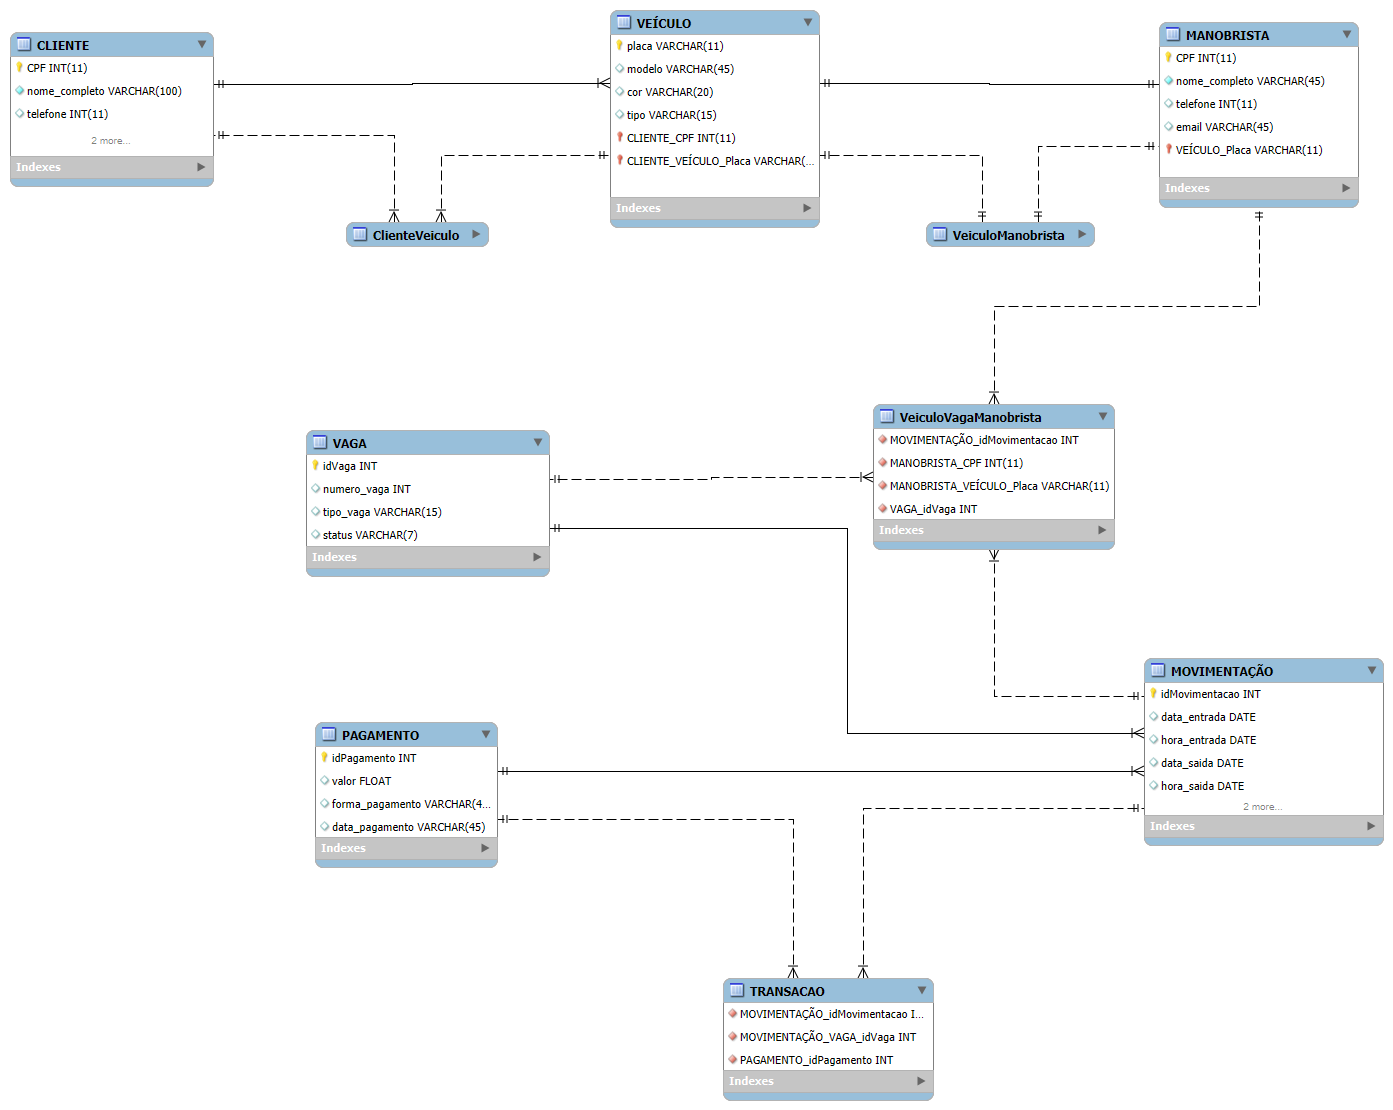 CLIENTE
CPF INT(11)
nome_completo VARCHAR(100)
telefone INT(11)
2 more...
Indexes
VEÍCULO
placa VARCHAR(11)
modelo VARCHAR(45)
cor VARCHAR(20)
tipo VARCHAR(15)
CLIENTE_CPF INT(11)
CLIENTE_VEÍCULO_Placa VARCHAR(...
Indexes
MANOBRISTA
CPF INT(11)
nome_completo VARCHAR(45)
telefone INT(11)
email VARCHAR(45)
VEÍCULO_Placa VARCHAR(11)
Indexes
ClienteVeiculo
VeiculoManobrista
VeiculoVagaManobrista
MOVIMENTAÇÃO_idMovimentacao INT
MANOBRISTA_CPF INT(11)
MANOBRISTA_VEÍCULO_Placa VARCHAR(11)
VAGA_idVaga INT
Indexes
VAGA
idVaga INT
numero_vaga INT
tipo_vaga VARCHAR(15)
status VARCHAR(7)
Indexes
MOVIMENTAÇÃO
idMovimentacao INT
data_entrada DATE
hora_entrada DATE
data_saida DATE
hora_saida DATE
2 more...
Indexes
PAGAMENTO
idPagamento INT
valor FLOAT
forma_pagamento VARCHAR(4...
data_pagamento VARCHAR(45)
Indexes
TRANSACAO
MOVIMENTAÇÃO_idMovimentacao I...
MOVIMENTAÇÃO_VAGA_idVaga INT
PAGAMENTO_idPagamento INT
Indexes